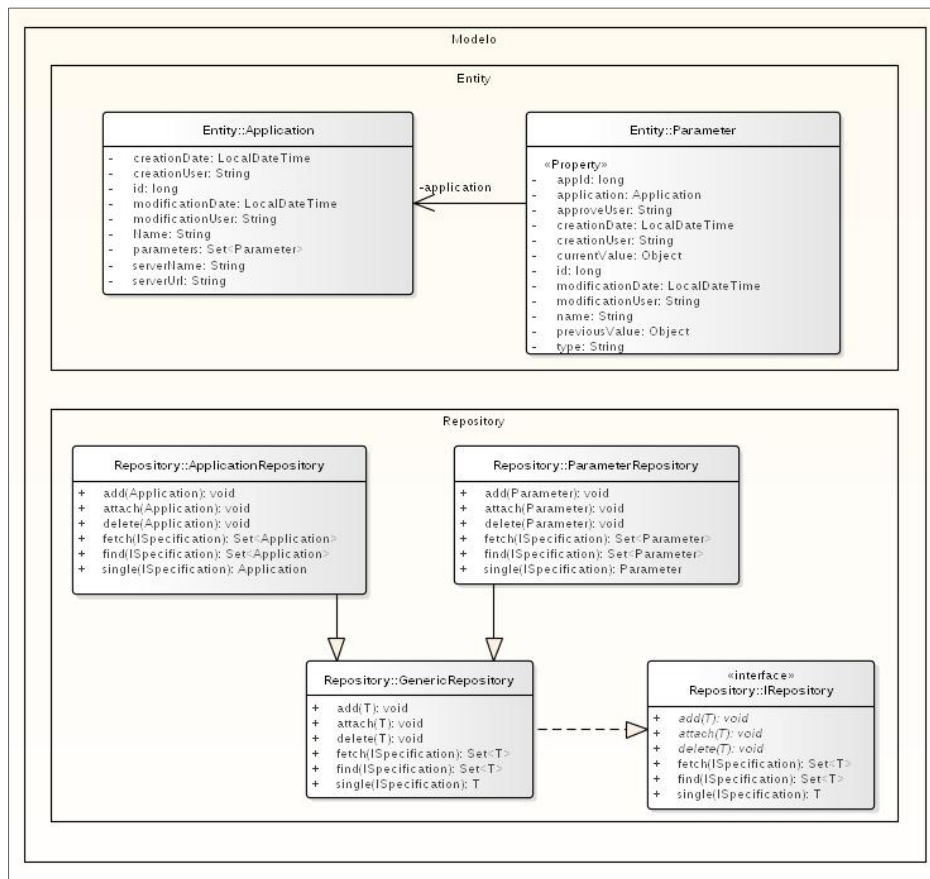 Modelo
Entity
Entity::Application
- creationDate: LocalDateTime
- creationUser: String
- id: long
- modificationDate: LocalDateTime
- modificationUser: String
- Name: String
- parameters: Set<Parameter>
- serverName: String
- serverUrl: String
-application
Entity::Parameter
«Property»
- appId: long
- application: Application
- approveUser: String
- creationDate: LocalDateTime
- creationUser: String
- currentValue: Object
- id: long
- modificationDate: LocalDateTime
- modificationUser: String
- name: String
- previousValue: Object
- type: String
Repository
Repository::ApplicationRepository
+ add(Application): void
+ attach(Application): void
+ delete(Application): void
+ fetch(ISpecification): Set<Application>
+ find(ISpecification): Set<Application>
+ single(ISpecification): Application
Repository::ParameterRepository
+ add(Parameter): void
+ attach(Parameter): void
+ delete(Parameter): void
+ fetch(ISpecification): Set<Parameter>
+ find(ISpecification): Set<Parameter>
+ single(ISpecification): Parameter
Repository::GenericRepository
+ add(T): void
+ attach(T): void
+ delete(T): void
+ fetch(ISpecification): Set<T>
+ find(ISpecification): Set<T>
+ single(ISpecification): T
«interface»
Repository::IRepository
+ add(T): void
+ attach(T): void
+ delete(T): void
+ fetch(ISpecification): Set<T>
+ find(ISpecification): Set<T>
+ single(ISpecification): T